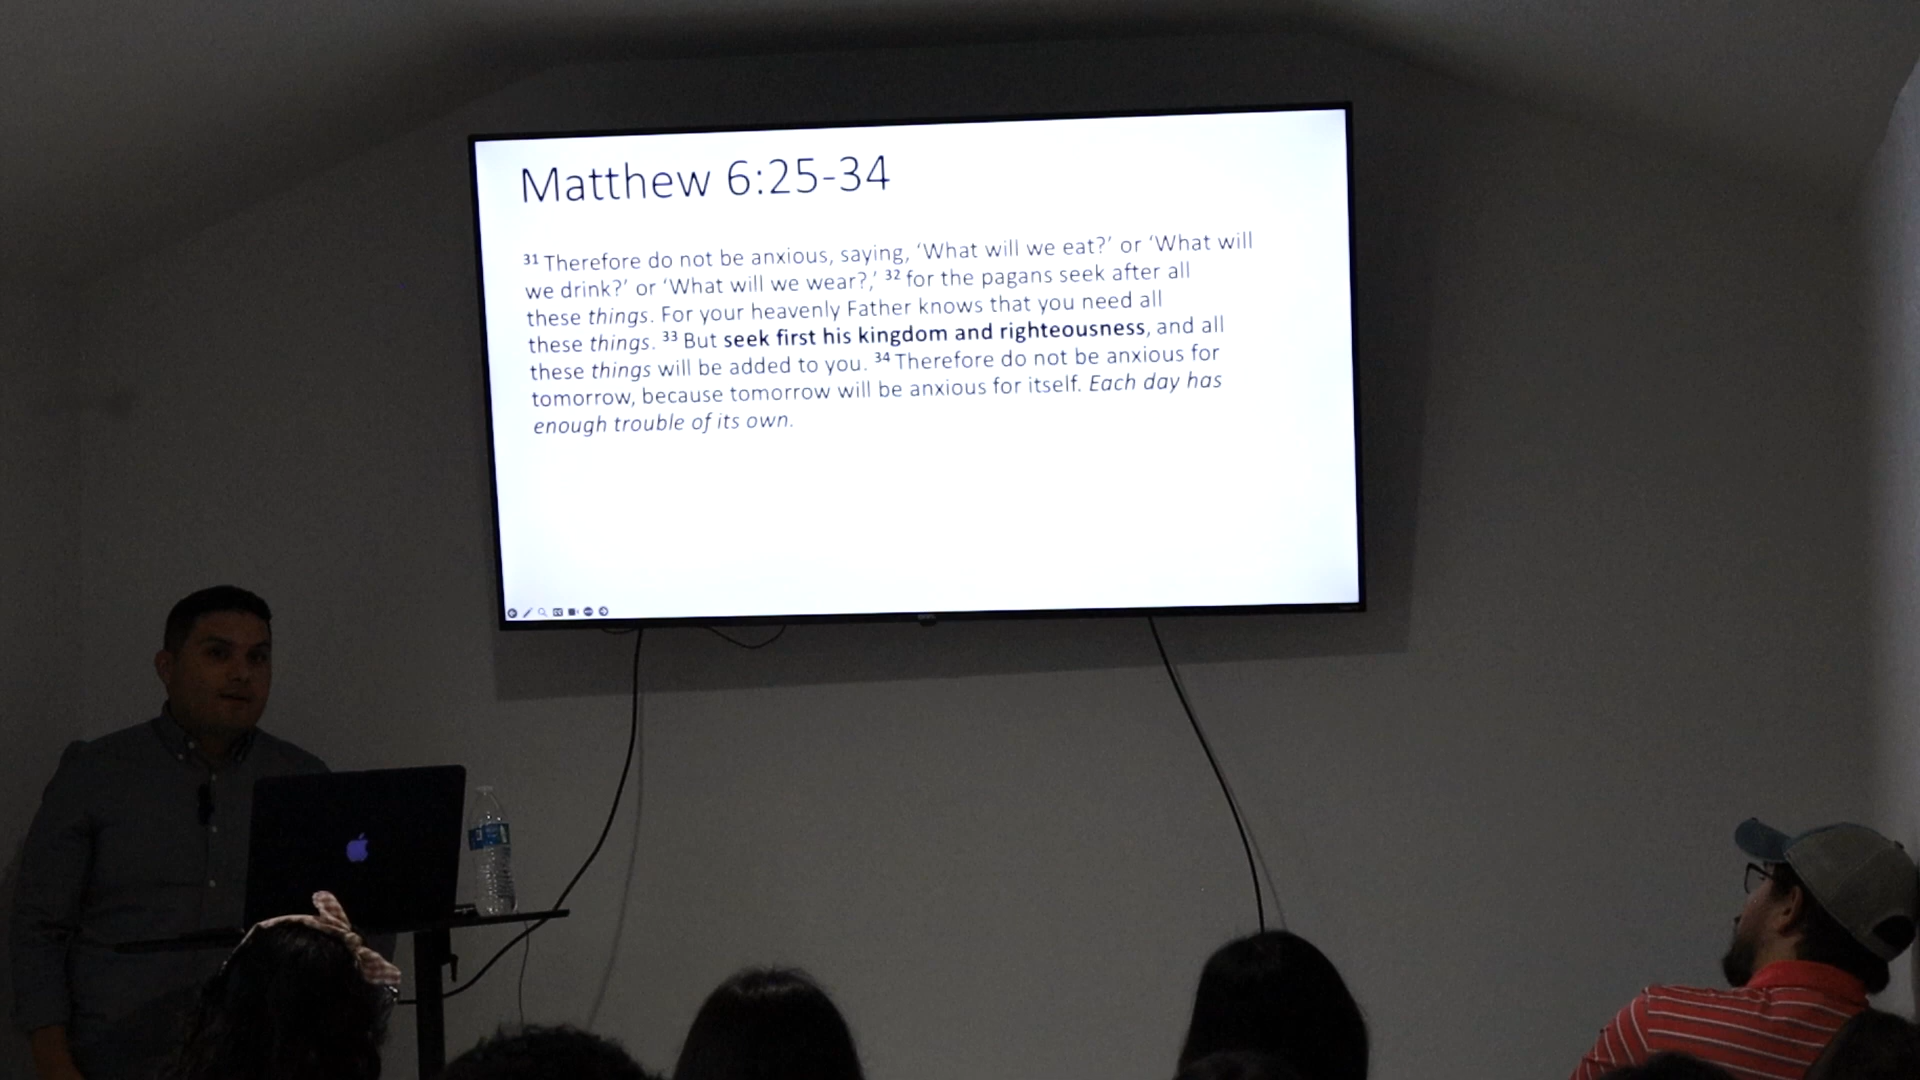 Matthew 6:25-34
31 Therefore do not be anxious, saying, ‘What will we eat?’ or ‘What will
we drink?’ or ‘What will we wear?,’ 32 for the pagans seek after all
these things. For your heavenly Father knows that you need all
these things. 33 But seek first his kingdom and righteousness, and all
these things will be added to you. 34 Therefore do not be anxious for
tomorrow, because tomorrow will be anxious for itself. Each day has
enough trouble of its own.